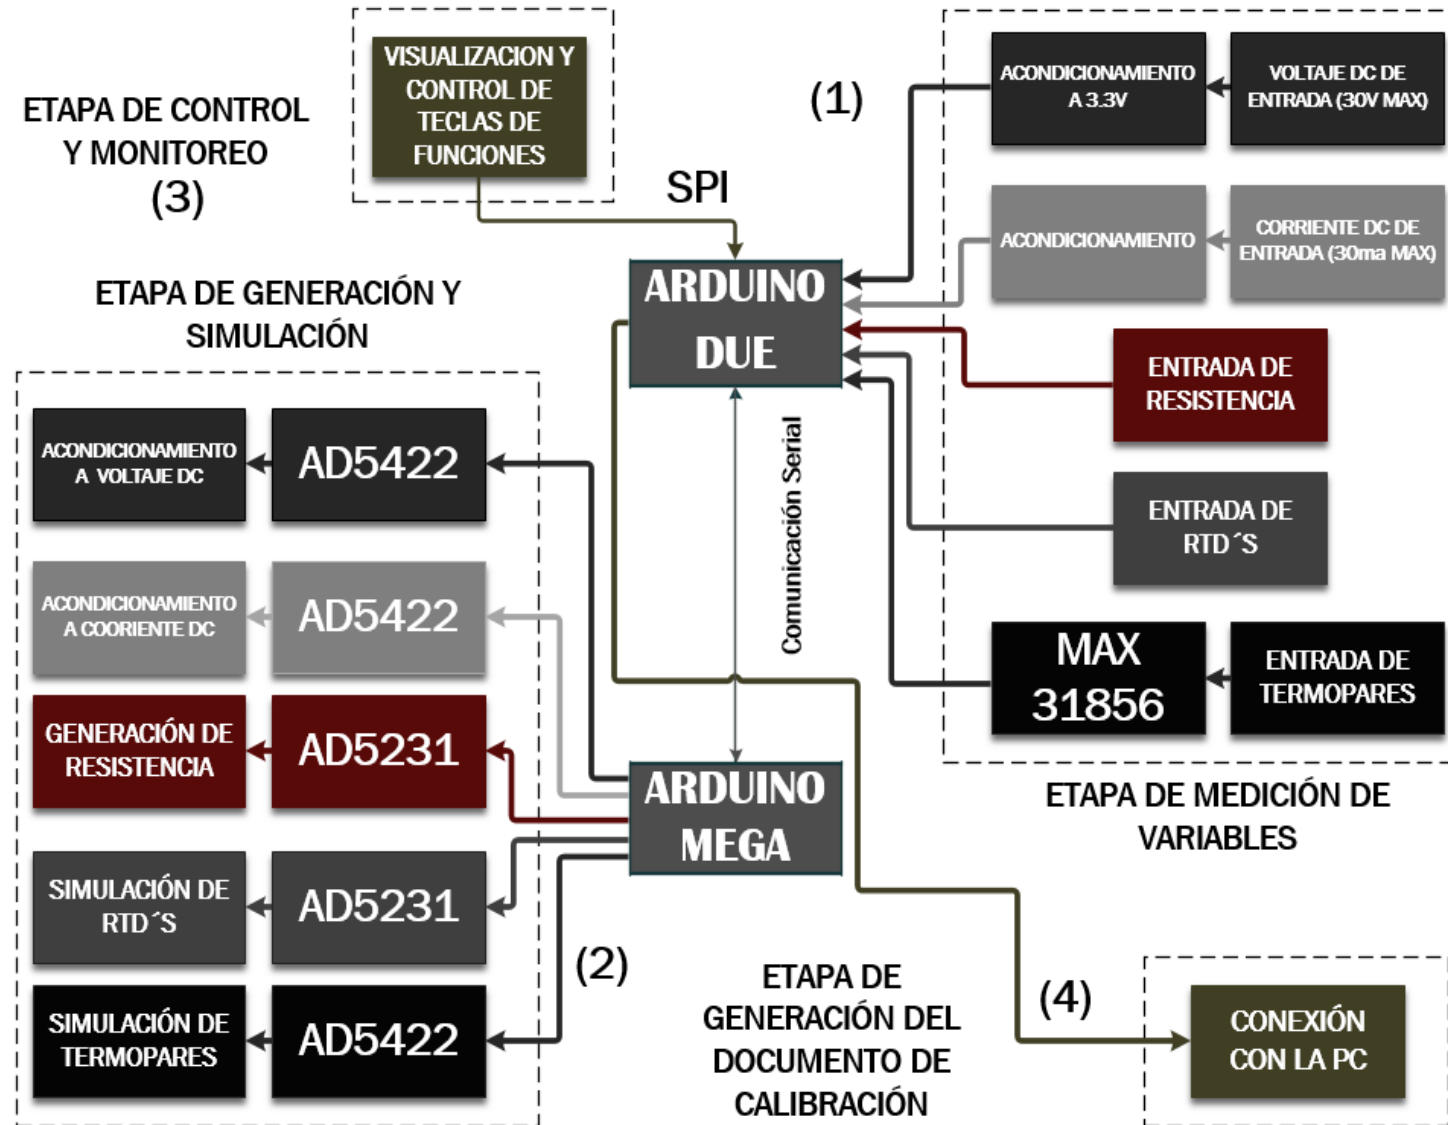 VISUALIZACION Y
CONTROL DE
TECLAS DE
FUNCIONES
ETAPA DE CONTROL
Y MONITOREO
(3)
SPI
(1)
ACONDICIONAMIENTO
A 3.3V
VOLTAJE DC DE
ENTRADA (30V MAX)
ACONDICIONAMIENTO
CORRIENTE DC DE
ENTRADA (30ma MAX)
ARDUINO
DUE
ENTRADA DE
RESISTENCIA
ENTRADA DE
RTD´S
MAX
31856
ENTRADA DE
TERMOPARES
ETAPA DE MEDICIÓN DE
VARIABLES
ETAPA DE GENERACIÓN Y
SIMULACIÓN
ACONDICIONAMIENTO
A VOLTAJE DC
AD5422
ACONDICIONAMIENTO
A COORIENTE DC
AD5422
GENERACIÓN DE
RESISTENCIA
AD5231
SIMULACIÓN DE
RTD´S
AD5231
SIMULACIÓN DE
TERMOPARES
AD5422
Comunicación Serial
ARDUINO
MEGA
(2)
ETAPA DE
GENERACIÓN DEL
DOCUMENTO DE
CALIBRACIÓN
(4)
CONEXIÓN
CON LA PC